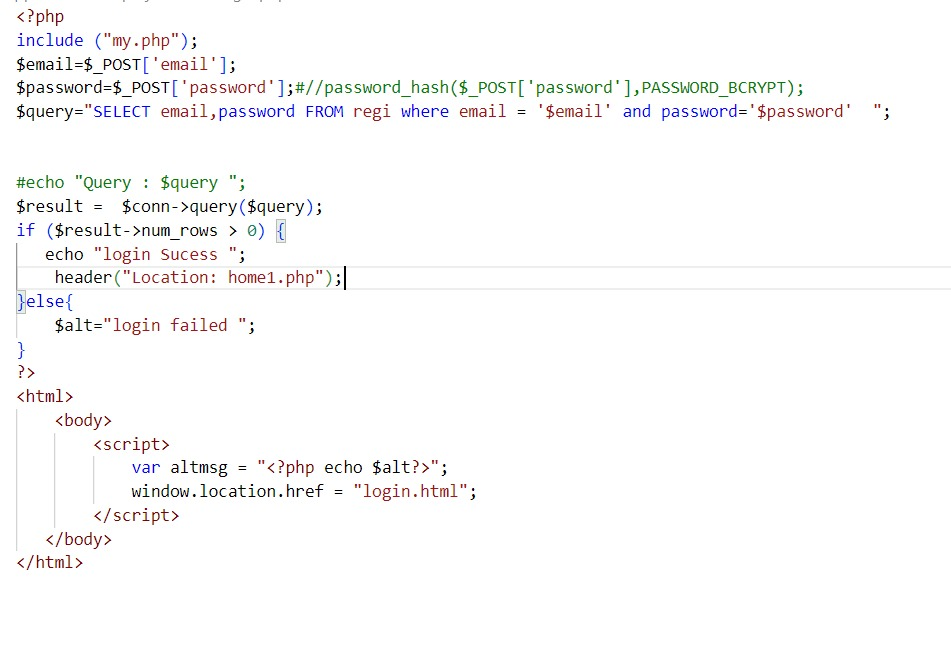 <?php
include ("my.php");
$email=$_POST['email'];
$password=$_POST['password'];#//password_hash($_POST['password'],PASSWORD_BCRYPT);
$query="SELECT email,password FROM regi where email = '$email' and password='$password'  ";
#echo "Query : $query ";
$result =  $conn->query($query);
if ($result->num_rows > 0) {
   echo "login Sucess ";
    header("Location: home1.php");
}else{
    $alt="login failed ";
}
?>
<html>
    <body>
        <script>
            var altmsg = "<?php echo $alt?>";
            window.location.href = "login.html";
        </script>
   </body>
</html>